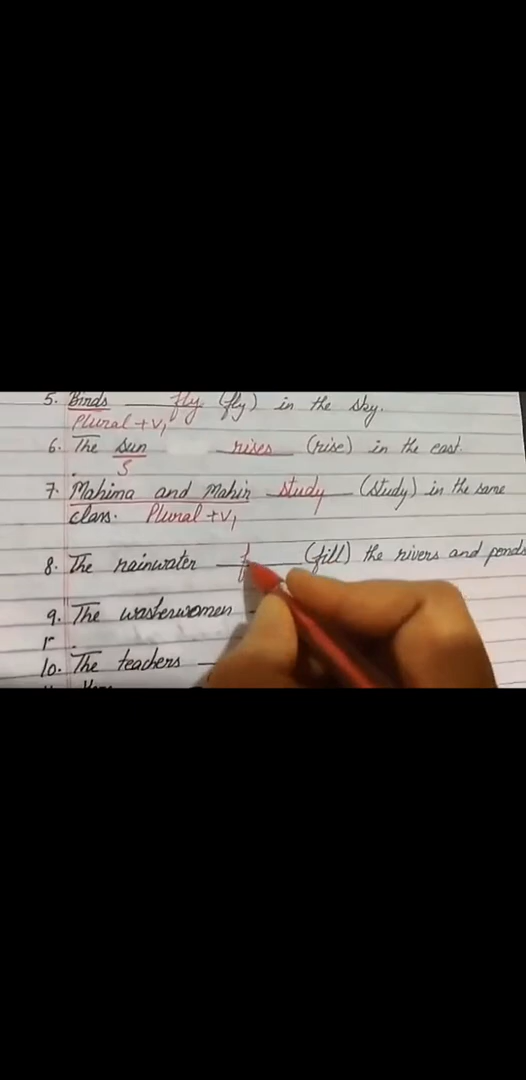 5. Birds fly (fly) in the sky.
Plural + V1
6. The sun rises (rise) in the east.
S
7. Mahima and Mahin study (study) in the same
class. Plural + V1
8. The rainwater f (fill) the rivers and ponds
9. The wasterwomen
10. The teachers